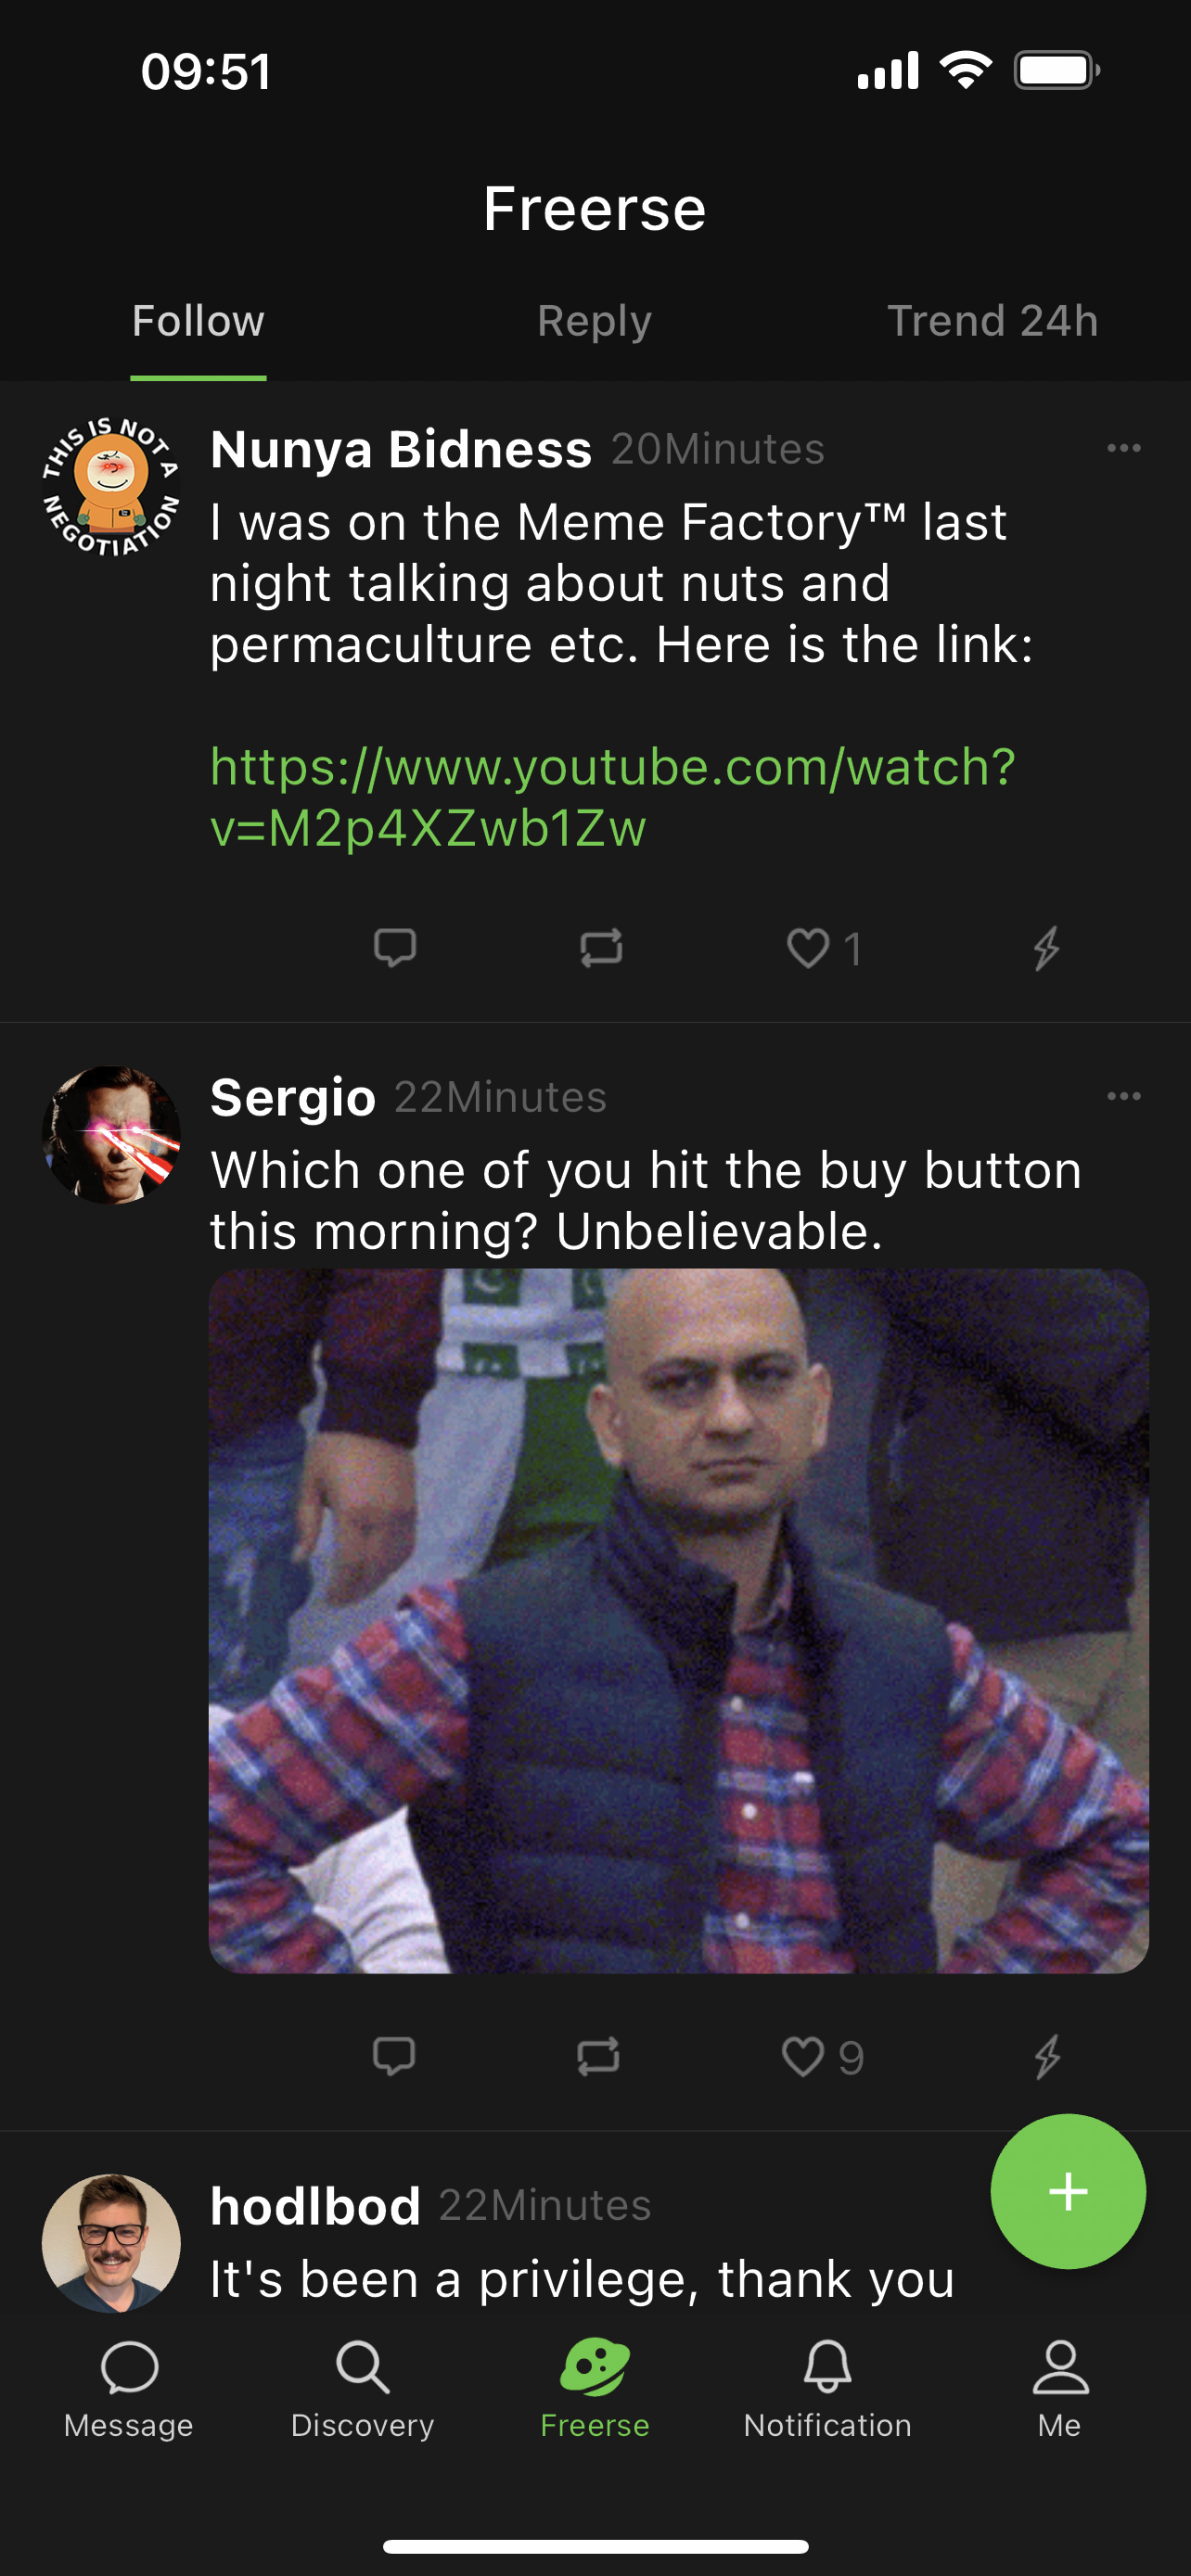 09:51
Freerse
Follow
Reply
Trend 24h
THIS IS NOT A
NEGOTIATION
Nunya Bidness 20Minutes
I was on the Meme Factory™ last
night talking about nuts and
permaculture etc. Here is the link:
https://www.youtube.com/watch?
v=M2p4XZwb1Zw
1
Sergio 22Minutes
Which one of you hit the buy button
this morning? Unbelievable.
9
hodlbod 22Minutes
It's been a privilege, thank you
Message
Discovery
Freerse
Notification
Me